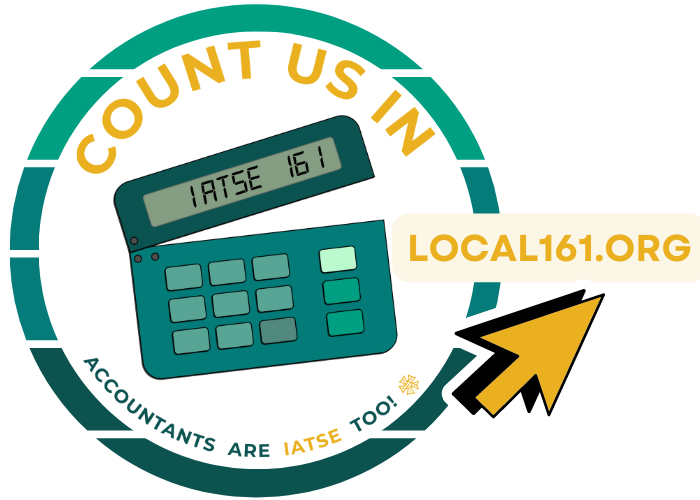 COUNT US IN
IATSE 161
LOCAL161.ORG
ACCOUNTANTS ARE IATSE TOO!